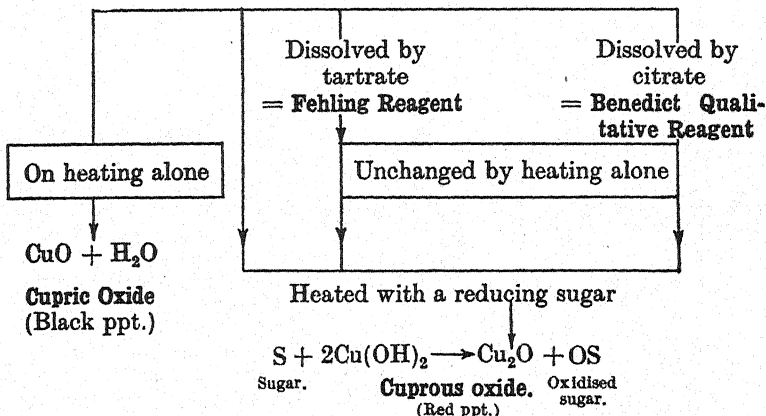 Dissolved by
tartrate
= Fehling Reagent
Dissolved by
citrate
= Benedict Quali-
tative Reagent
On heating alone
Unchanged by heating alone
CuO + H₂O
Cupric Oxide
(Black ppt.)
Heated with a reducing sugar
S + 2Cu(OH)₂ → Cu₂O + OS
Sugar. Cuprous oxide. Oxidised
sugar.
(Red ppt.)